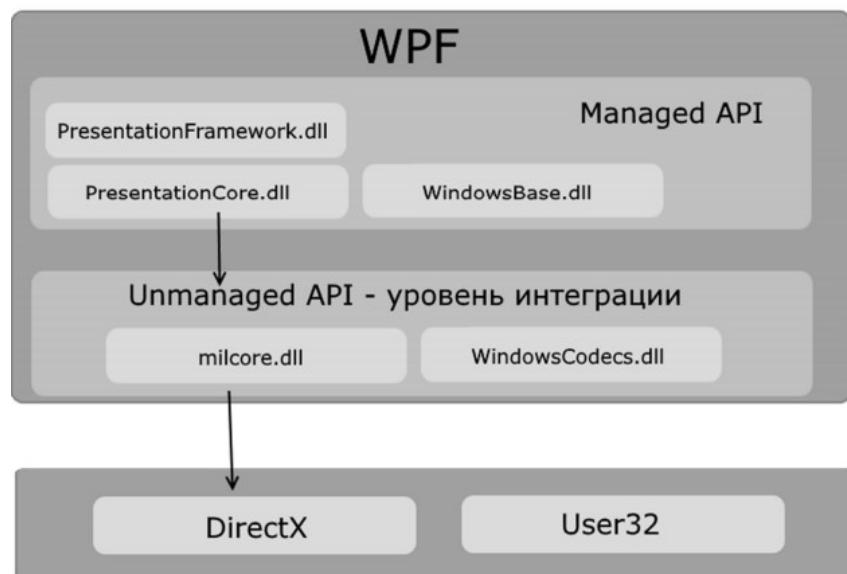 WPF
Managed API
PresentationFramework.dll
PresentationCore.dll
WindowsBase.dll
Unmanaged API - уровень интеграции
milcore.dll
WindowsCodecs.dll
DirectX
User32